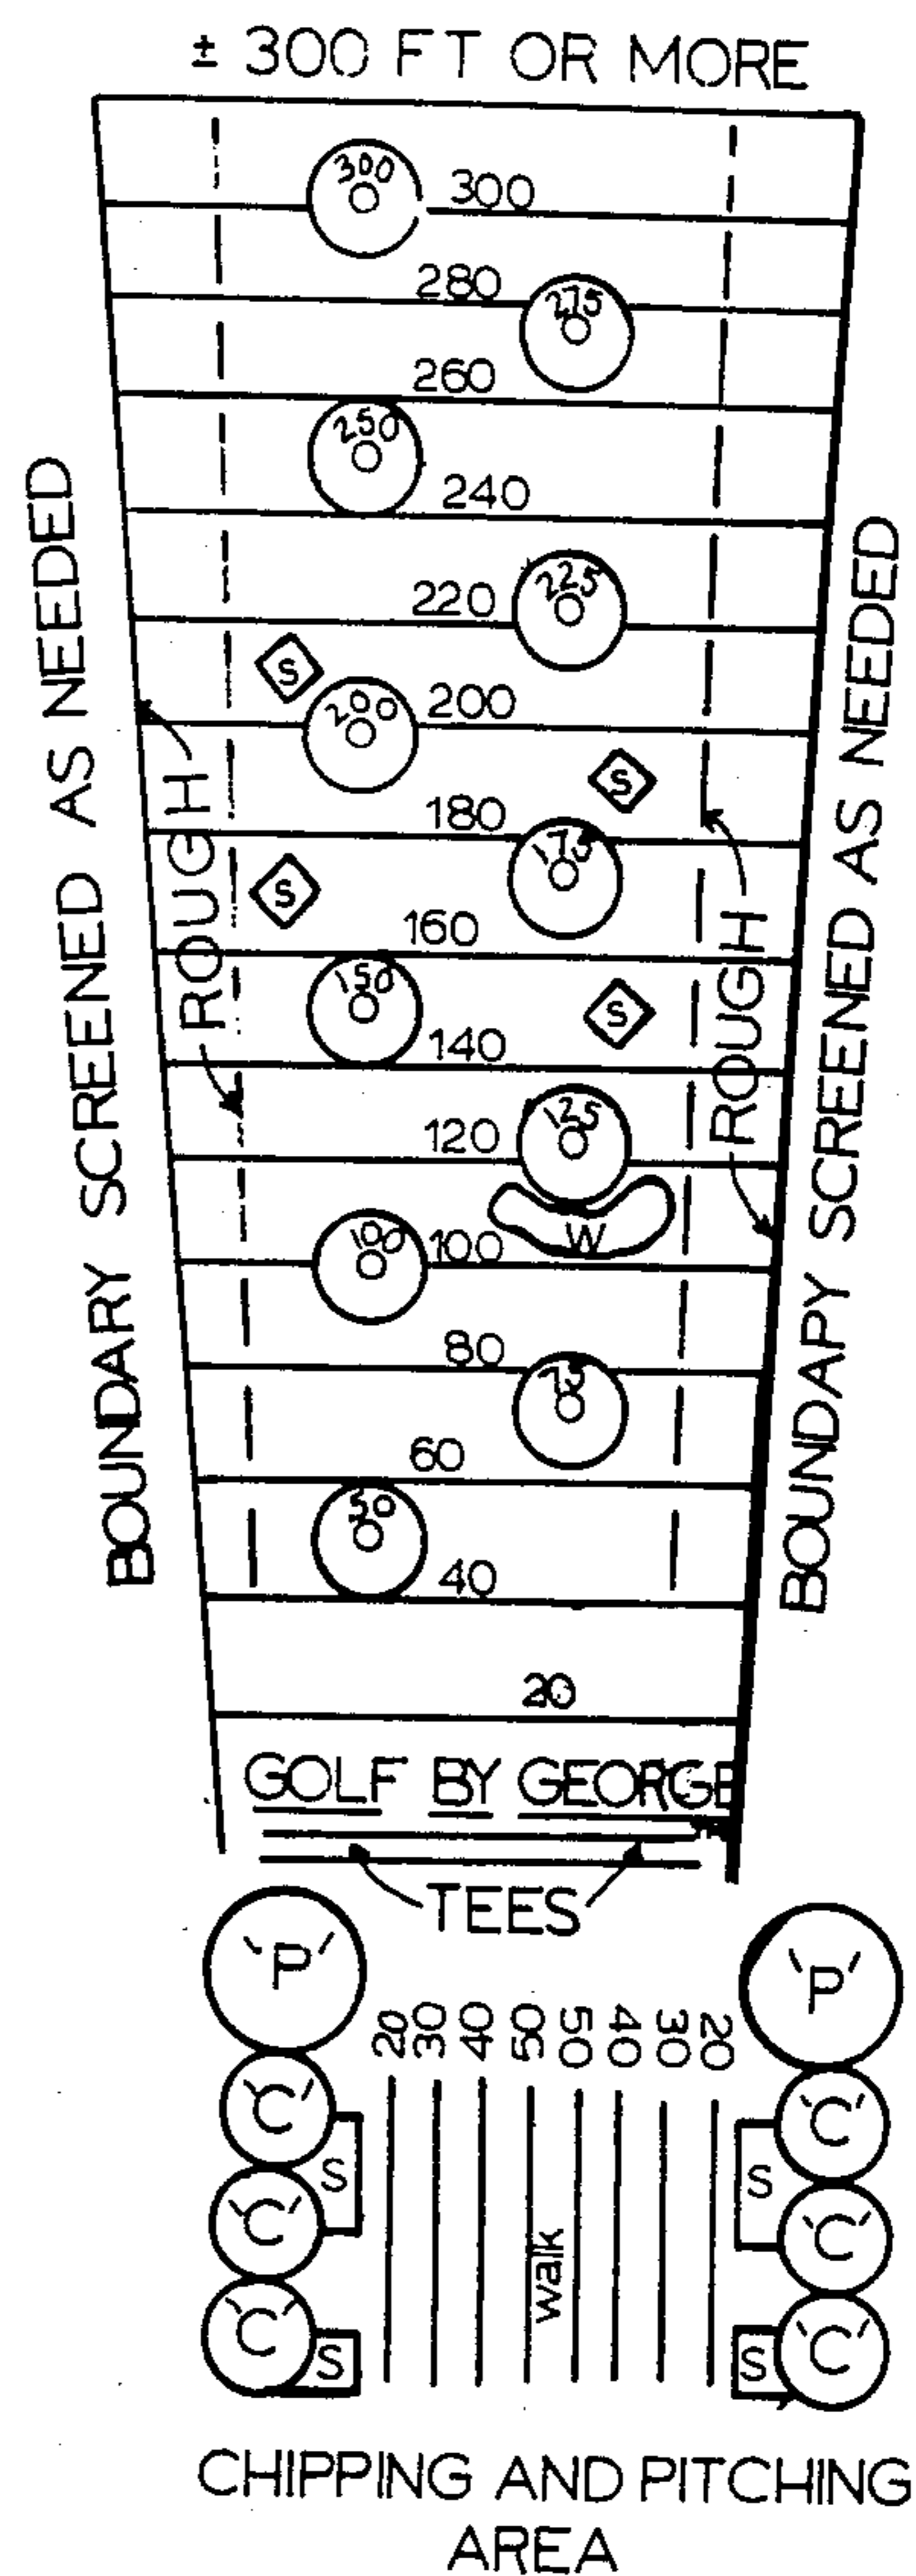 ± 300 FT OR MORE
300
300
280
275
260
250
240
220
225
S
200
200
S
180
175
S
160
150
S
140
120
125
W
100
100
80
75
60
50
40
20
BOUNDARY SCREENED AS NEEDED
ROUGH
ROUGH
BOUNDAPY SCREENED AS NEEDED
GOLF BY GEORGE
TEES
'P'
'P'
20 30 40 50 50 40 30 20
'C'
'C'
S
S
'C'
'C'
walk
'C'
'C'
S
S
CHIPPING AND PITCHING
AREA